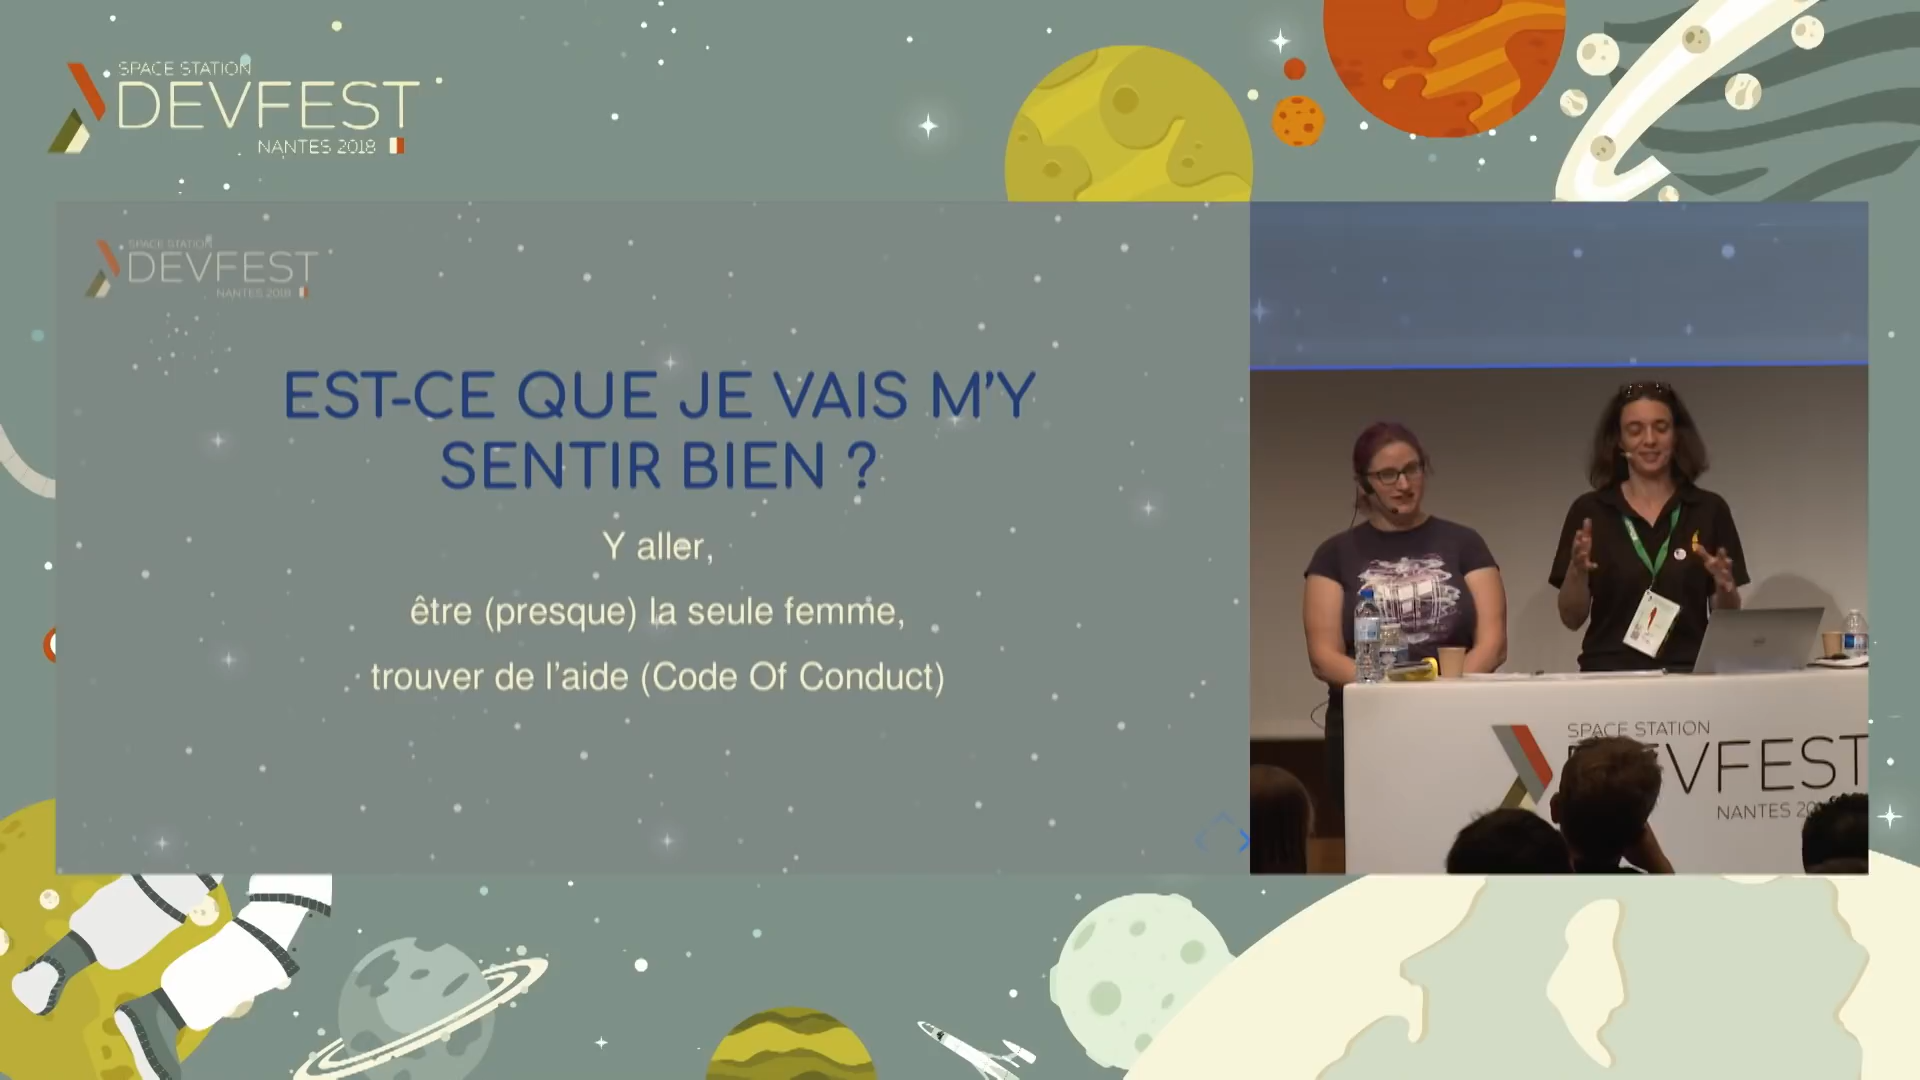 SPACE STATION
DEVFEST
NANTES 2018
SPACE STATION
DEVFEST
NANTES 2018
EST-CE QUE JE VAIS M'Y
SENTIR BIEN ?
Y aller,
être (presque) la seule femme,
trouver de l'aide (Code Of Conduct)
SPACE STATION
DEVFEST
NANTES 20